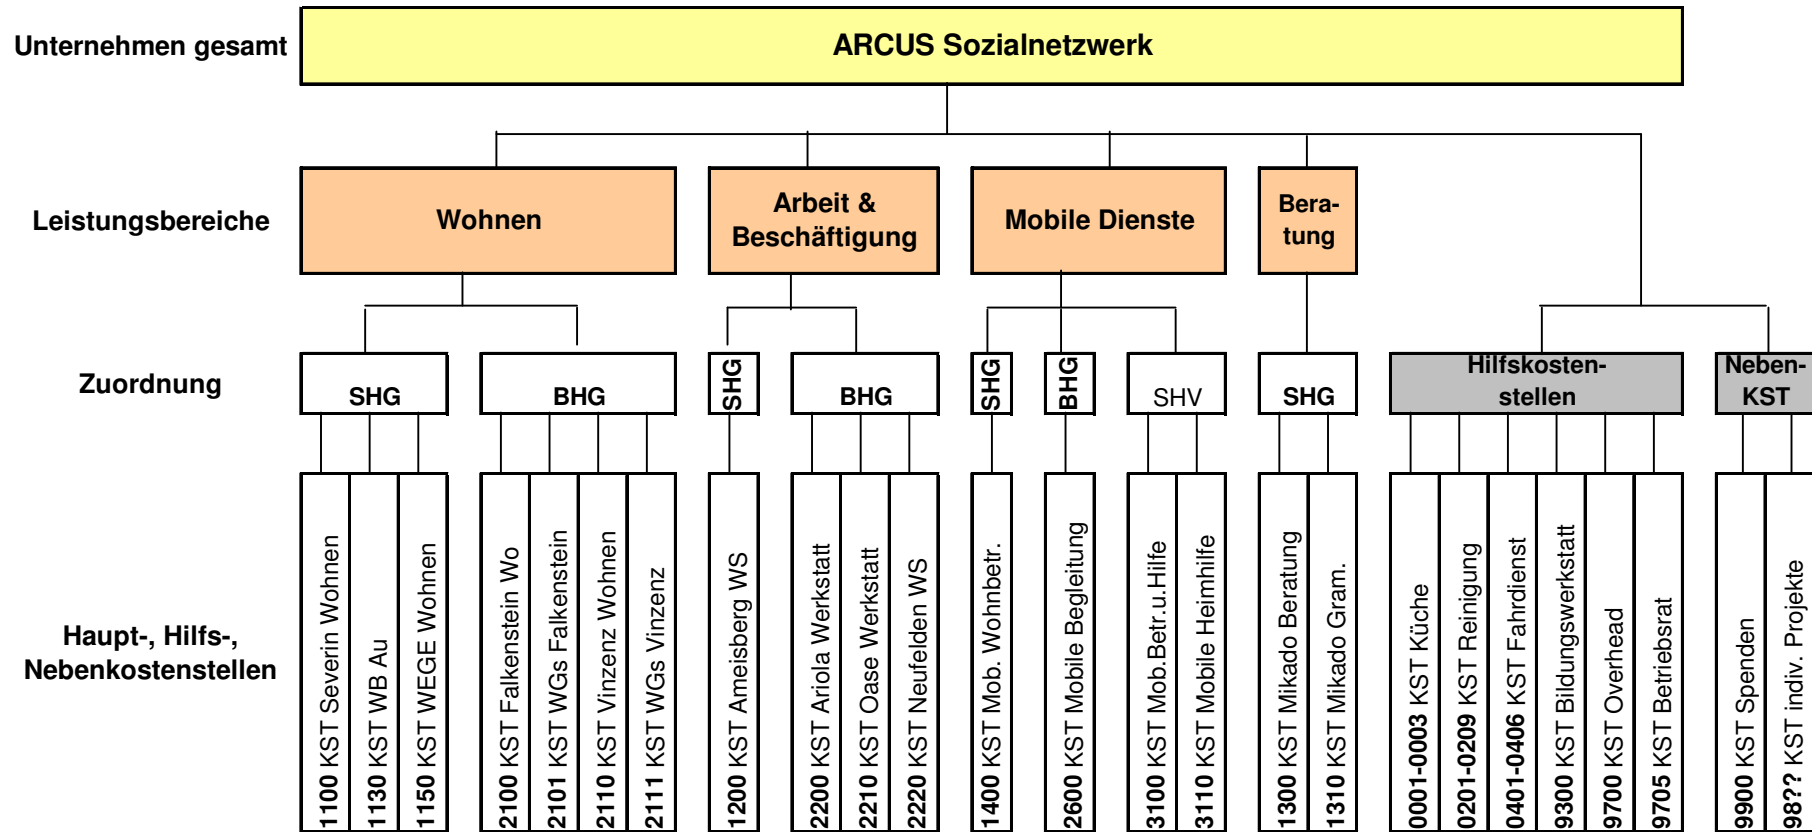 Unternehmen gesamt
ARCUS Sozialnetzwerk
Leistungsbereiche
Wohnen
Arbeit &
Beschäftigung
Mobile Dienste
Bera-
tung
Zuordnung
SHG
BHG
SHG
BHG
SHG
BHG
SHV
SHG
Hilfskosten-
stellen
Neben-
KST
Haupt-, Hilfs-,
Nebenkostenstellen
1100 KST Severin Wohnen
1130 KST WB Au
1150 KST WEGE Wohnen
2100 KST Falkenstein Wo
2101 KST WGs Falkenstein
2110 KST Vinzenz Wohnen
2111 KST WGs Vinzenz
1200 KST Ameisberg WS
2200 KST Ariola Werkstatt
2210 KST Oase Werkstatt
2220 KST Neufelden WS
1400 KST Mob. Wohnbetr.
2600 KST Mobile Begleitung
3100 KST Mob.Betr.u.Hilfe
3110 KST Mobile Heimhilfe
1300 KST Mikado Beratung
1310 KST Mikado Gram.
0001-0003 KST Küche
0201-0209 KST Reinigung
0401-0406 KST Fahrdienst
9300 KST Bildungswerkstatt
9700 KST Overhead
9705 KST Betriebsrat
9900 KST Spenden
98?? KST indiv. Projekte